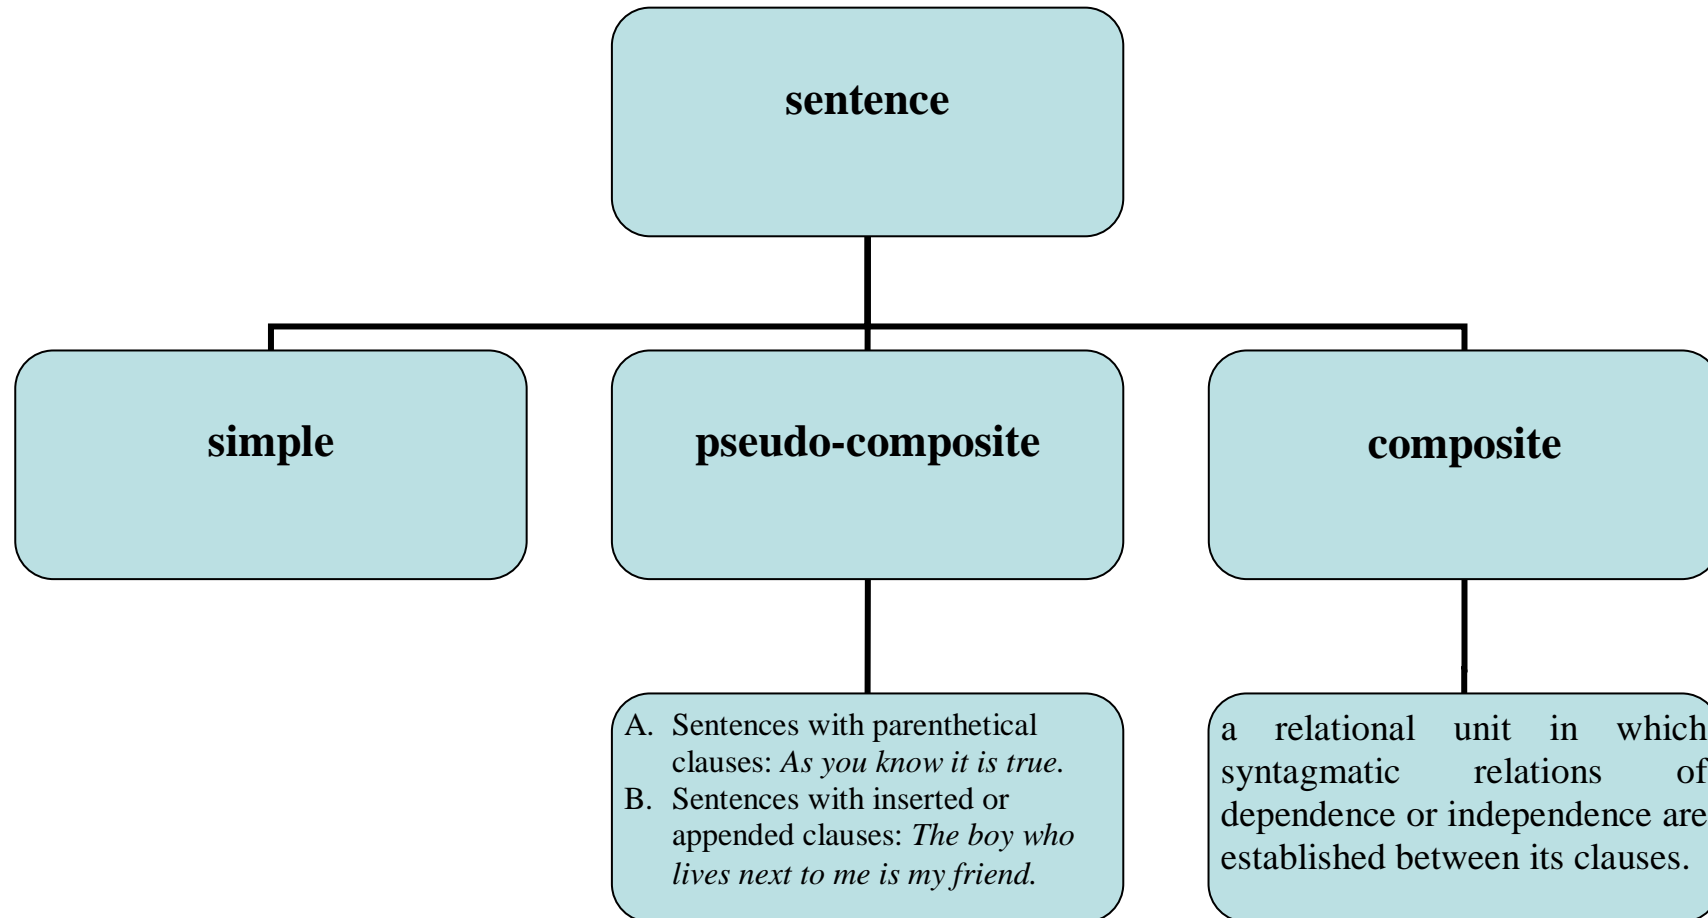 sentence
simple
pseudo-composite
composite
A. Sentences with parenthetical
clauses: As you know it is true.
B. Sentences with inserted or
appended clauses: The boy who
lives next to me is my friend.
a relational unit in which
syntagmatic relations of
dependence or independence are
established between its clauses.